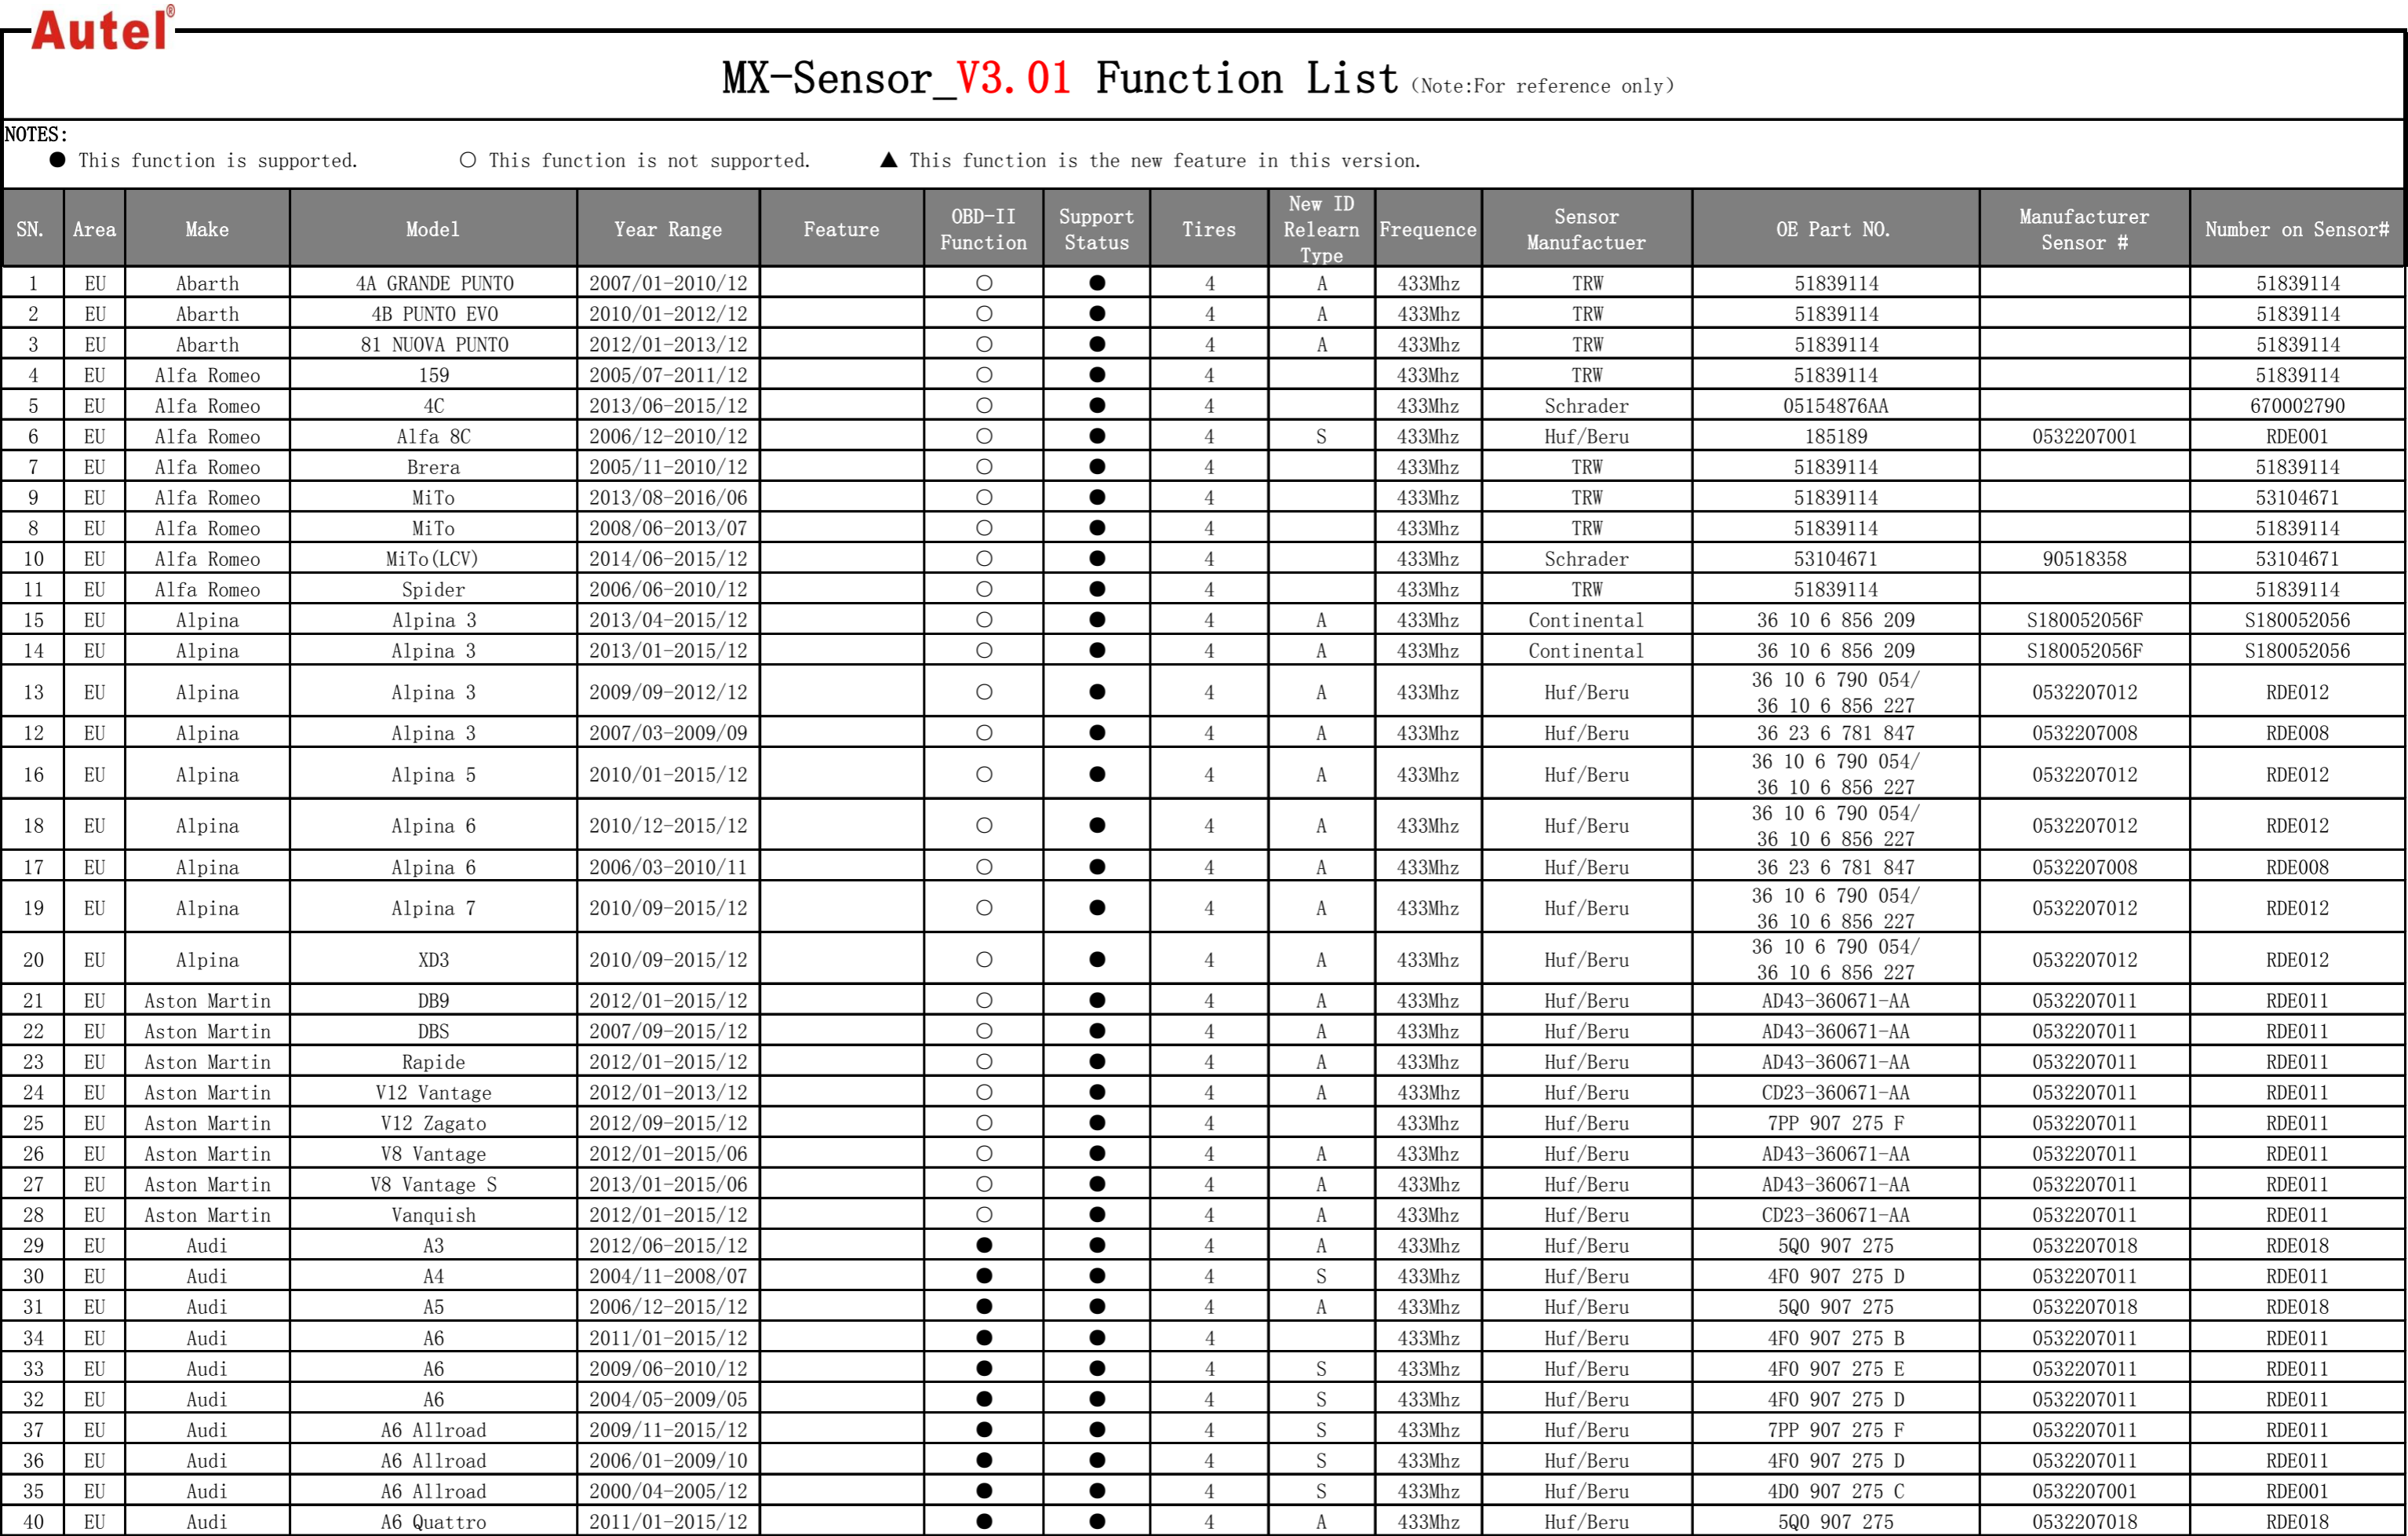 Autel®
MX-Sensor_V3.01 Function List (Note:For reference only)
NOTES:
● This function is supported. ○ This function is not supported. ▲ This function is the new feature in this version.
SN. Area Make Model Year Range Feature OBD-II Function Support Status Tires New ID Relearn Type Frequence Sensor Manufactuer OE Part NO. Manufacturer Sensor # Number on Sensor#
1 EU Abarth 4A GRANDE PUNTO 2007/01-2010/12 ○ ● 4 A 433Mhz TRW 51839114 51839114
2 EU Abarth 4B PUNTO EVO 2010/01-2012/12 ○ ● 4 A 433Mhz TRW 51839114 51839114
3 EU Abarth 81 NUOVA PUNTO 2012/01-2013/12 ○ ● 4 A 433Mhz TRW 51839114 51839114
4 EU Alfa Romeo 159 2005/07-2011/12 ○ ● 4 433Mhz TRW 51839114 51839114
5 EU Alfa Romeo 4C 2013/06-2015/12 ○ ● 4 433Mhz Schrader 05154876AA 670002790
6 EU Alfa Romeo Alfa 8C 2006/12-2010/12 ○ ● 4 S 433Mhz Huf/Beru 185189 0532207001 RDE001
7 EU Alfa Romeo Brera 2005/11-2010/12 ○ ● 4 433Mhz TRW 51839114 51839114
9 EU Alfa Romeo MiTo 2013/08-2016/06 ○ ● 4 433Mhz TRW 51839114 53104671
8 EU Alfa Romeo MiTo 2008/06-2013/07 ○ ● 4 433Mhz TRW 51839114 51839114
10 EU Alfa Romeo MiTo(LCV) 2014/06-2015/12 ○ ● 4 433Mhz Schrader 53104671 90518358 53104671
11 EU Alfa Romeo Spider 2006/06-2010/12 ○ ● 4 433Mhz TRW 51839114 51839114
15 EU Alpina Alpina 3 2013/04-2015/12 ○ ● 4 A 433Mhz Continental 36 10 6 856 209 S180052056F S180052056
14 EU Alpina Alpina 3 2013/01-2015/12 ○ ● 4 A 433Mhz Continental 36 10 6 856 209 S180052056F S180052056
13 EU Alpina Alpina 3 2009/09-2012/12 ○ ● 4 A 433Mhz Huf/Beru 36 10 6 790 054/ 36 10 6 856 227 0532207012 RDE012
12 EU Alpina Alpina 3 2007/03-2009/09 ○ ● 4 A 433Mhz Huf/Beru 36 23 6 781 847 0532207008 RDE008
16 EU Alpina Alpina 5 2010/01-2015/12 ○ ● 4 A 433Mhz Huf/Beru 36 10 6 790 054/ 36 10 6 856 227 0532207012 RDE012
18 EU Alpina Alpina 6 2010/12-2015/12 ○ ● 4 A 433Mhz Huf/Beru 36 10 6 790 054/ 36 10 6 856 227 0532207012 RDE012
17 EU Alpina Alpina 6 2006/03-2010/11 ○ ● 4 A 433Mhz Huf/Beru 36 23 6 781 847 0532207008 RDE008
19 EU Alpina Alpina 7 2010/09-2015/12 ○ ● 4 A 433Mhz Huf/Beru 36 10 6 790 054/ 36 10 6 856 227 0532207012 RDE012
20 EU Alpina XD3 2010/09-2015/12 ○ ● 4 A 433Mhz Huf/Beru 36 10 6 790 054/ 36 10 6 856 227 0532207012 RDE012
21 EU Aston Martin DB9 2012/01-2015/12 ○ ● 4 A 433Mhz Huf/Beru AD43-360671-AA 0532207011 RDE011
22 EU Aston Martin DBS 2007/09-2015/12 ○ ● 4 A 433Mhz Huf/Beru AD43-360671-AA 0532207011 RDE011
23 EU Aston Martin Rapide 2012/01-2015/12 ○ ● 4 A 433Mhz Huf/Beru AD43-360671-AA 0532207011 RDE011
24 EU Aston Martin V12 Vantage 2012/01-2013/12 ○ ● 4 A 433Mhz Huf/Beru CD23-360671-AA 0532207011 RDE011
25 EU Aston Martin V12 Zagato 2012/09-2015/12 ○ ● 4 433Mhz Huf/Beru 7PP 907 275 F 0532207011 RDE011
26 EU Aston Martin V8 Vantage 2012/01-2015/06 ○ ● 4 A 433Mhz Huf/Beru AD43-360671-AA 0532207011 RDE011
27 EU Aston Martin V8 Vantage S 2013/01-2015/06 ○ ● 4 A 433Mhz Huf/Beru AD43-360671-AA 0532207011 RDE011
28 EU Aston Martin Vanquish 2012/01-2015/12 ○ ● 4 A 433Mhz Huf/Beru CD23-360671-AA 0532207011 RDE011
29 EU Audi A3 2012/06-2015/12 ● ● 4 A 433Mhz Huf/Beru 5Q0 907 275 0532207018 RDE018
30 EU Audi A4 2004/11-2008/07 ● ● 4 S 433Mhz Huf/Beru 4F0 907 275 D 0532207011 RDE011
31 EU Audi A5 2006/12-2015/12 ● ● 4 A 433Mhz Huf/Beru 5Q0 907 275 0532207018 RDE018
34 EU Audi A6 2011/01-2015/12 ● ● 4 433Mhz Huf/Beru 4F0 907 275 B 0532207011 RDE011
33 EU Audi A6 2009/06-2010/12 ● ● 4 S 433Mhz Huf/Beru 4F0 907 275 E 0532207011 RDE011
32 EU Audi A6 2004/05-2009/05 ● ● 4 S 433Mhz Huf/Beru 4F0 907 275 D 0532207011 RDE011
37 EU Audi A6 Allroad 2009/11-2015/12 ● ● 4 S 433Mhz Huf/Beru 7PP 907 275 F 0532207011 RDE011
36 EU Audi A6 Allroad 2006/01-2009/10 ● ● 4 S 433Mhz Huf/Beru 4F0 907 275 D 0532207011 RDE011
35 EU Audi A6 Allroad 2000/04-2005/12 ● ● 4 S 433Mhz Huf/Beru 4D0 907 275 C 0532207001 RDE001
40 EU Audi A6 Quattro 2011/01-2015/12 ● ● 4 A 433Mhz Huf/Beru 5Q0 907 275 0532207018 RDE018